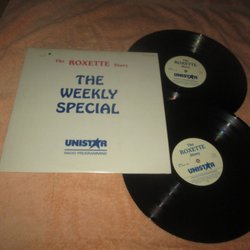 The ROXETTE Story
THE
WEEKLY
SPECIAL
UNISTAR
RADIO PROGRAMMING
The
ROXETTE
Story
UNISTAR
The
ROXETTE
Story
UNISTAR